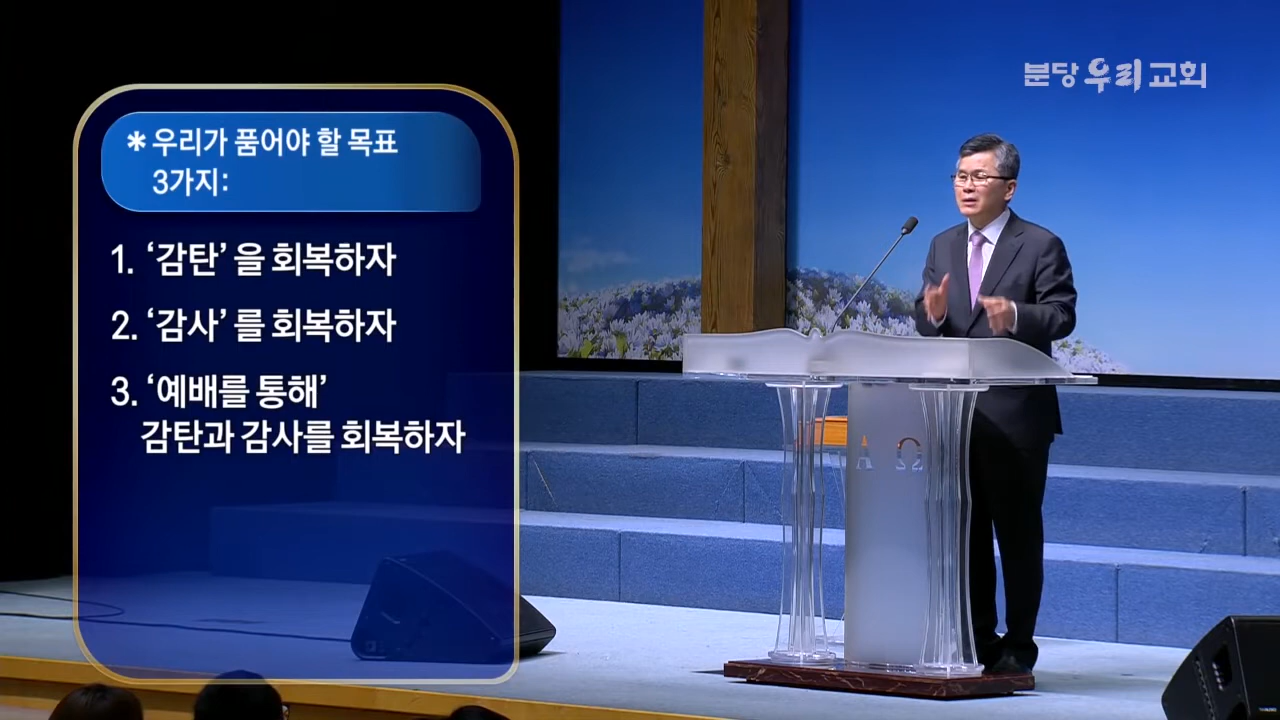 분당우리교회
* 우리가 품어야 할 목표
3가지:
1. ‘감탄’을 회복하자
2. ‘감사’를 회복하자
3. ‘예배를 통해’
감탄과 감사를 회복하자
Α Ω